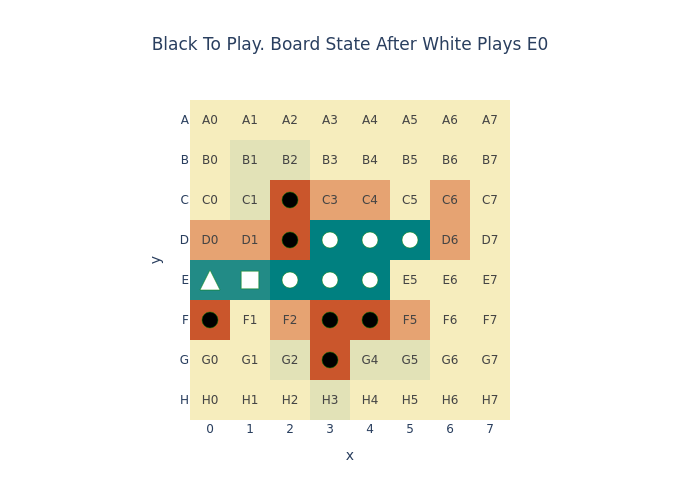 Black To Play. Board State After White Plays E0
A A0 A1 A2 A3 A4 A5 A6 A7
B B0 B1 B2 B3 B4 B5 B6 B7
C C0 C1 C3 C4 C5 C6 C7
D D0 D1 D6 D7
E E5 E6 E7
F F1 F2 F5 F6 F7
G G0 G1 G2 G4 G5 G6 G7
H H0 H1 H2 H3 H4 H5 H6 H7
0 1 2 3 4 5 6 7
x
y